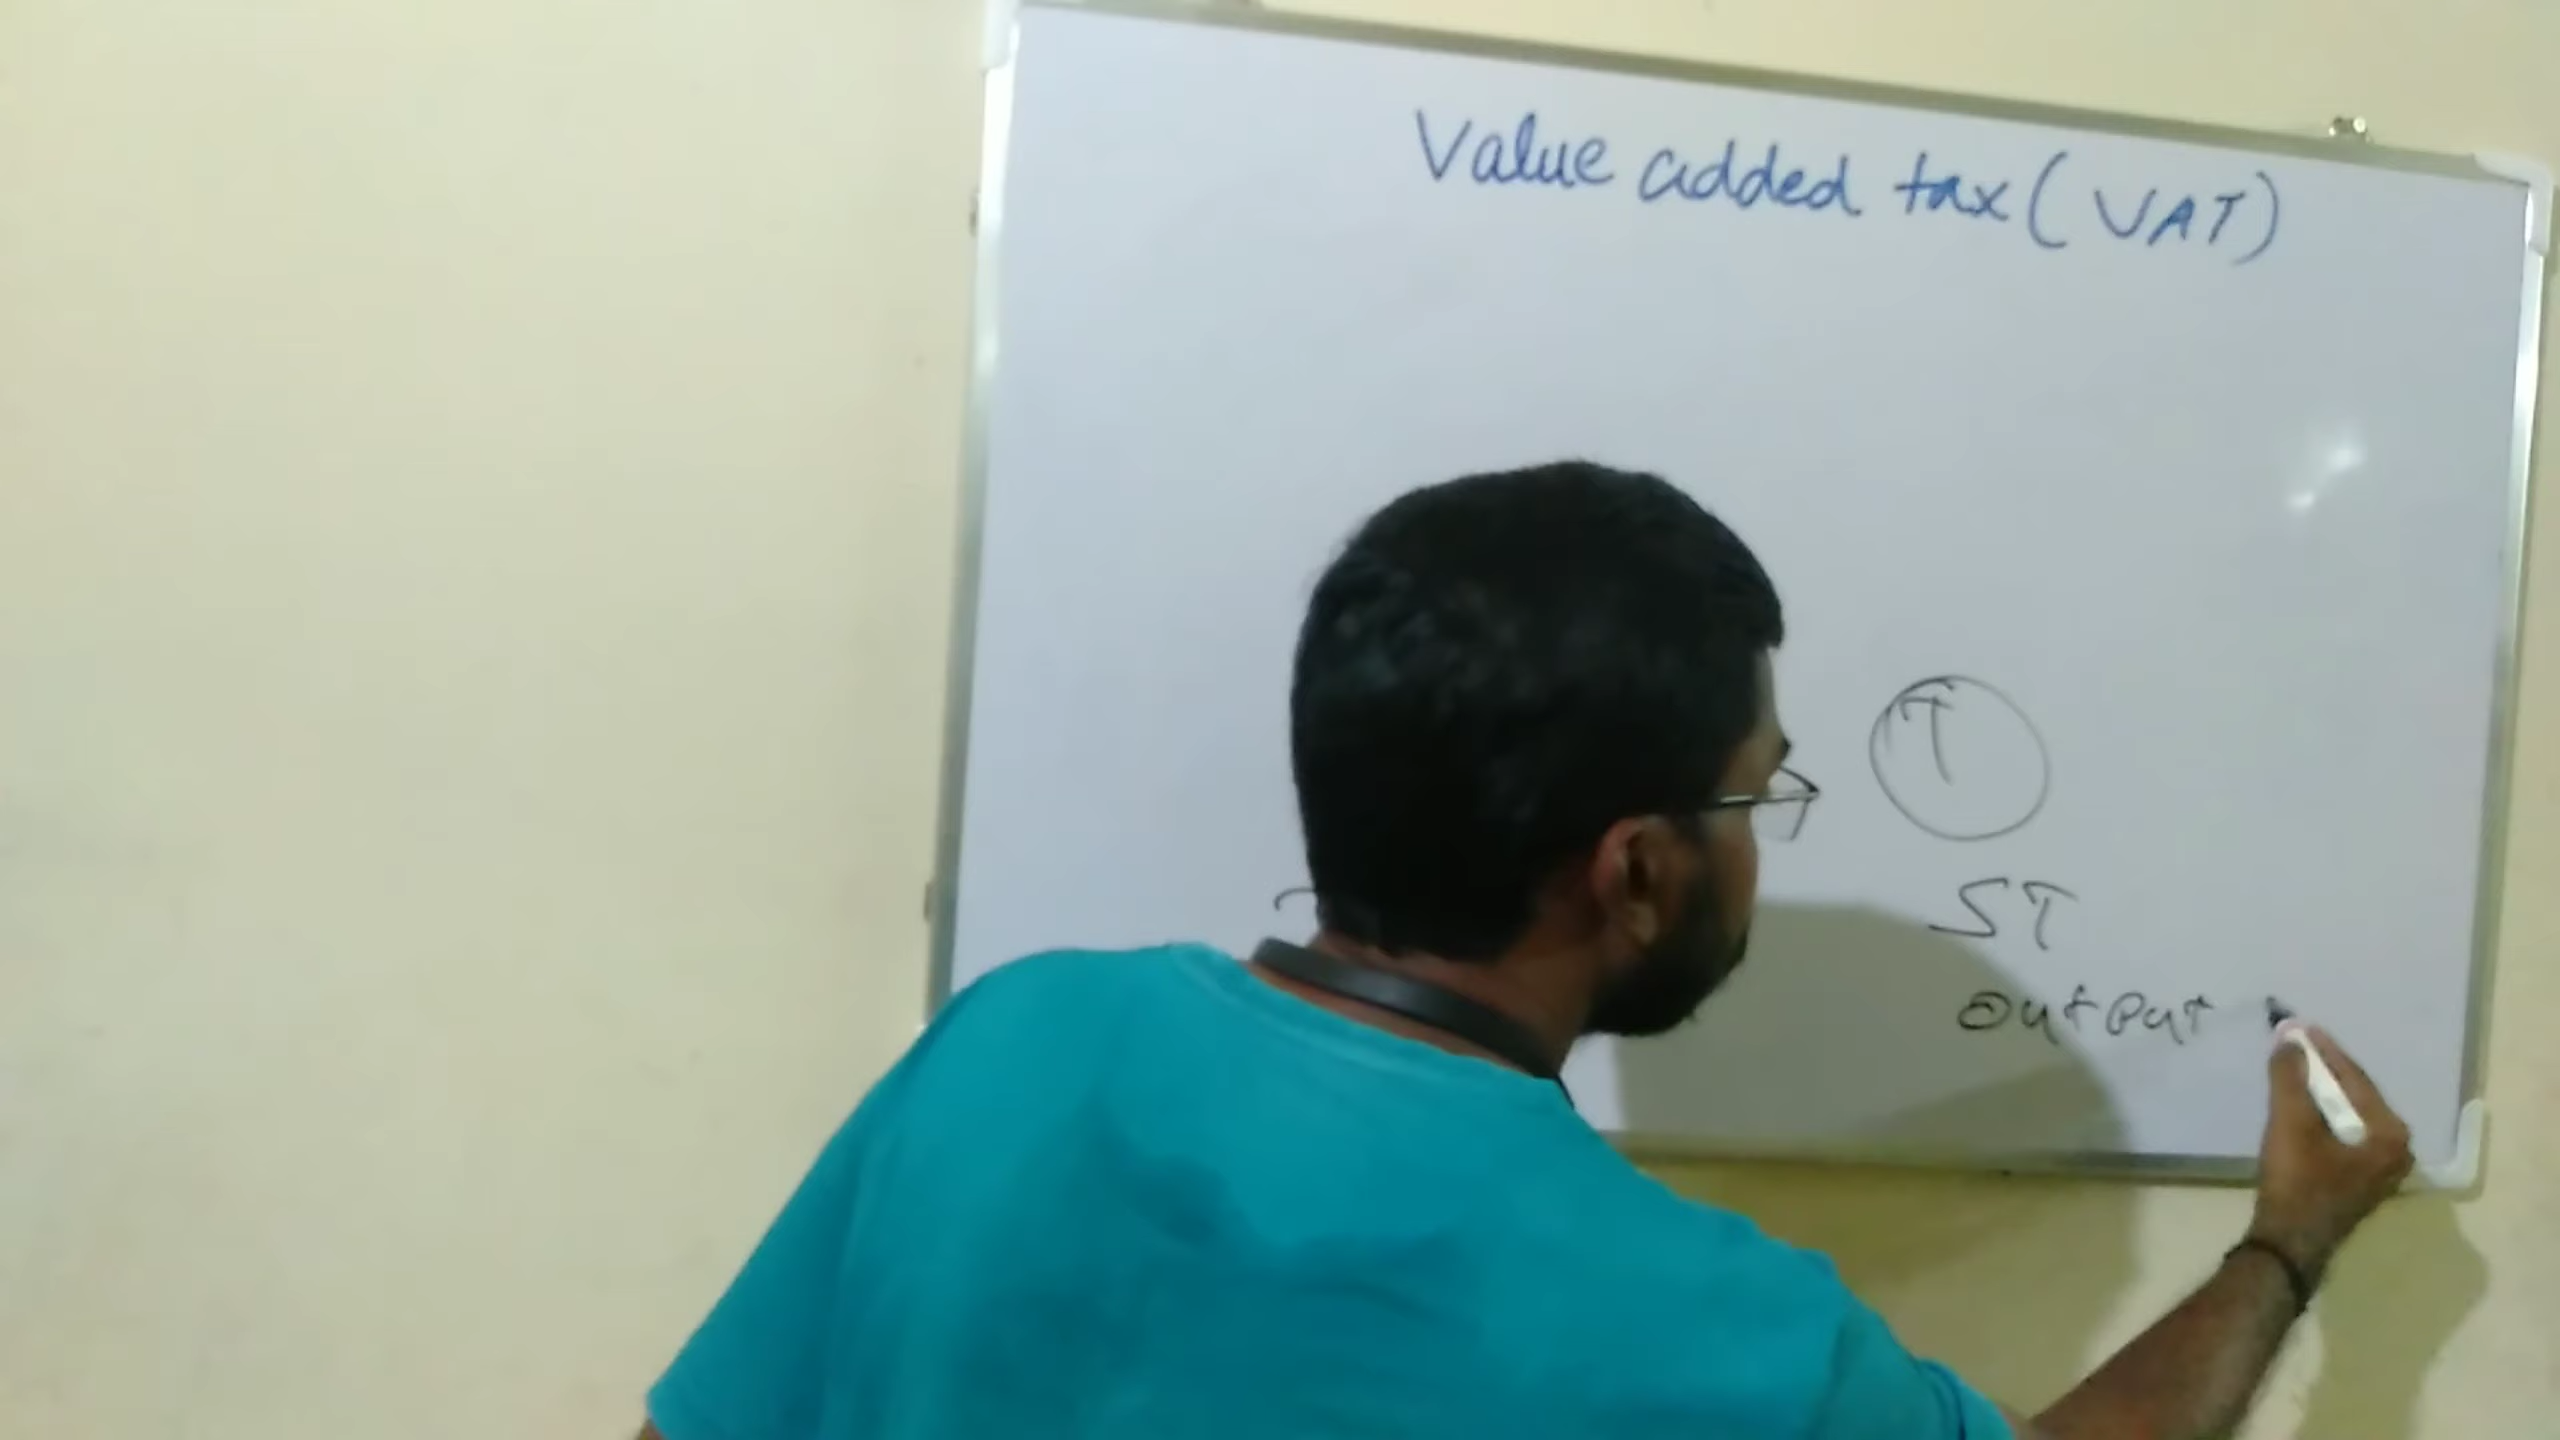 Value added tax (VAT)
T
ST
output